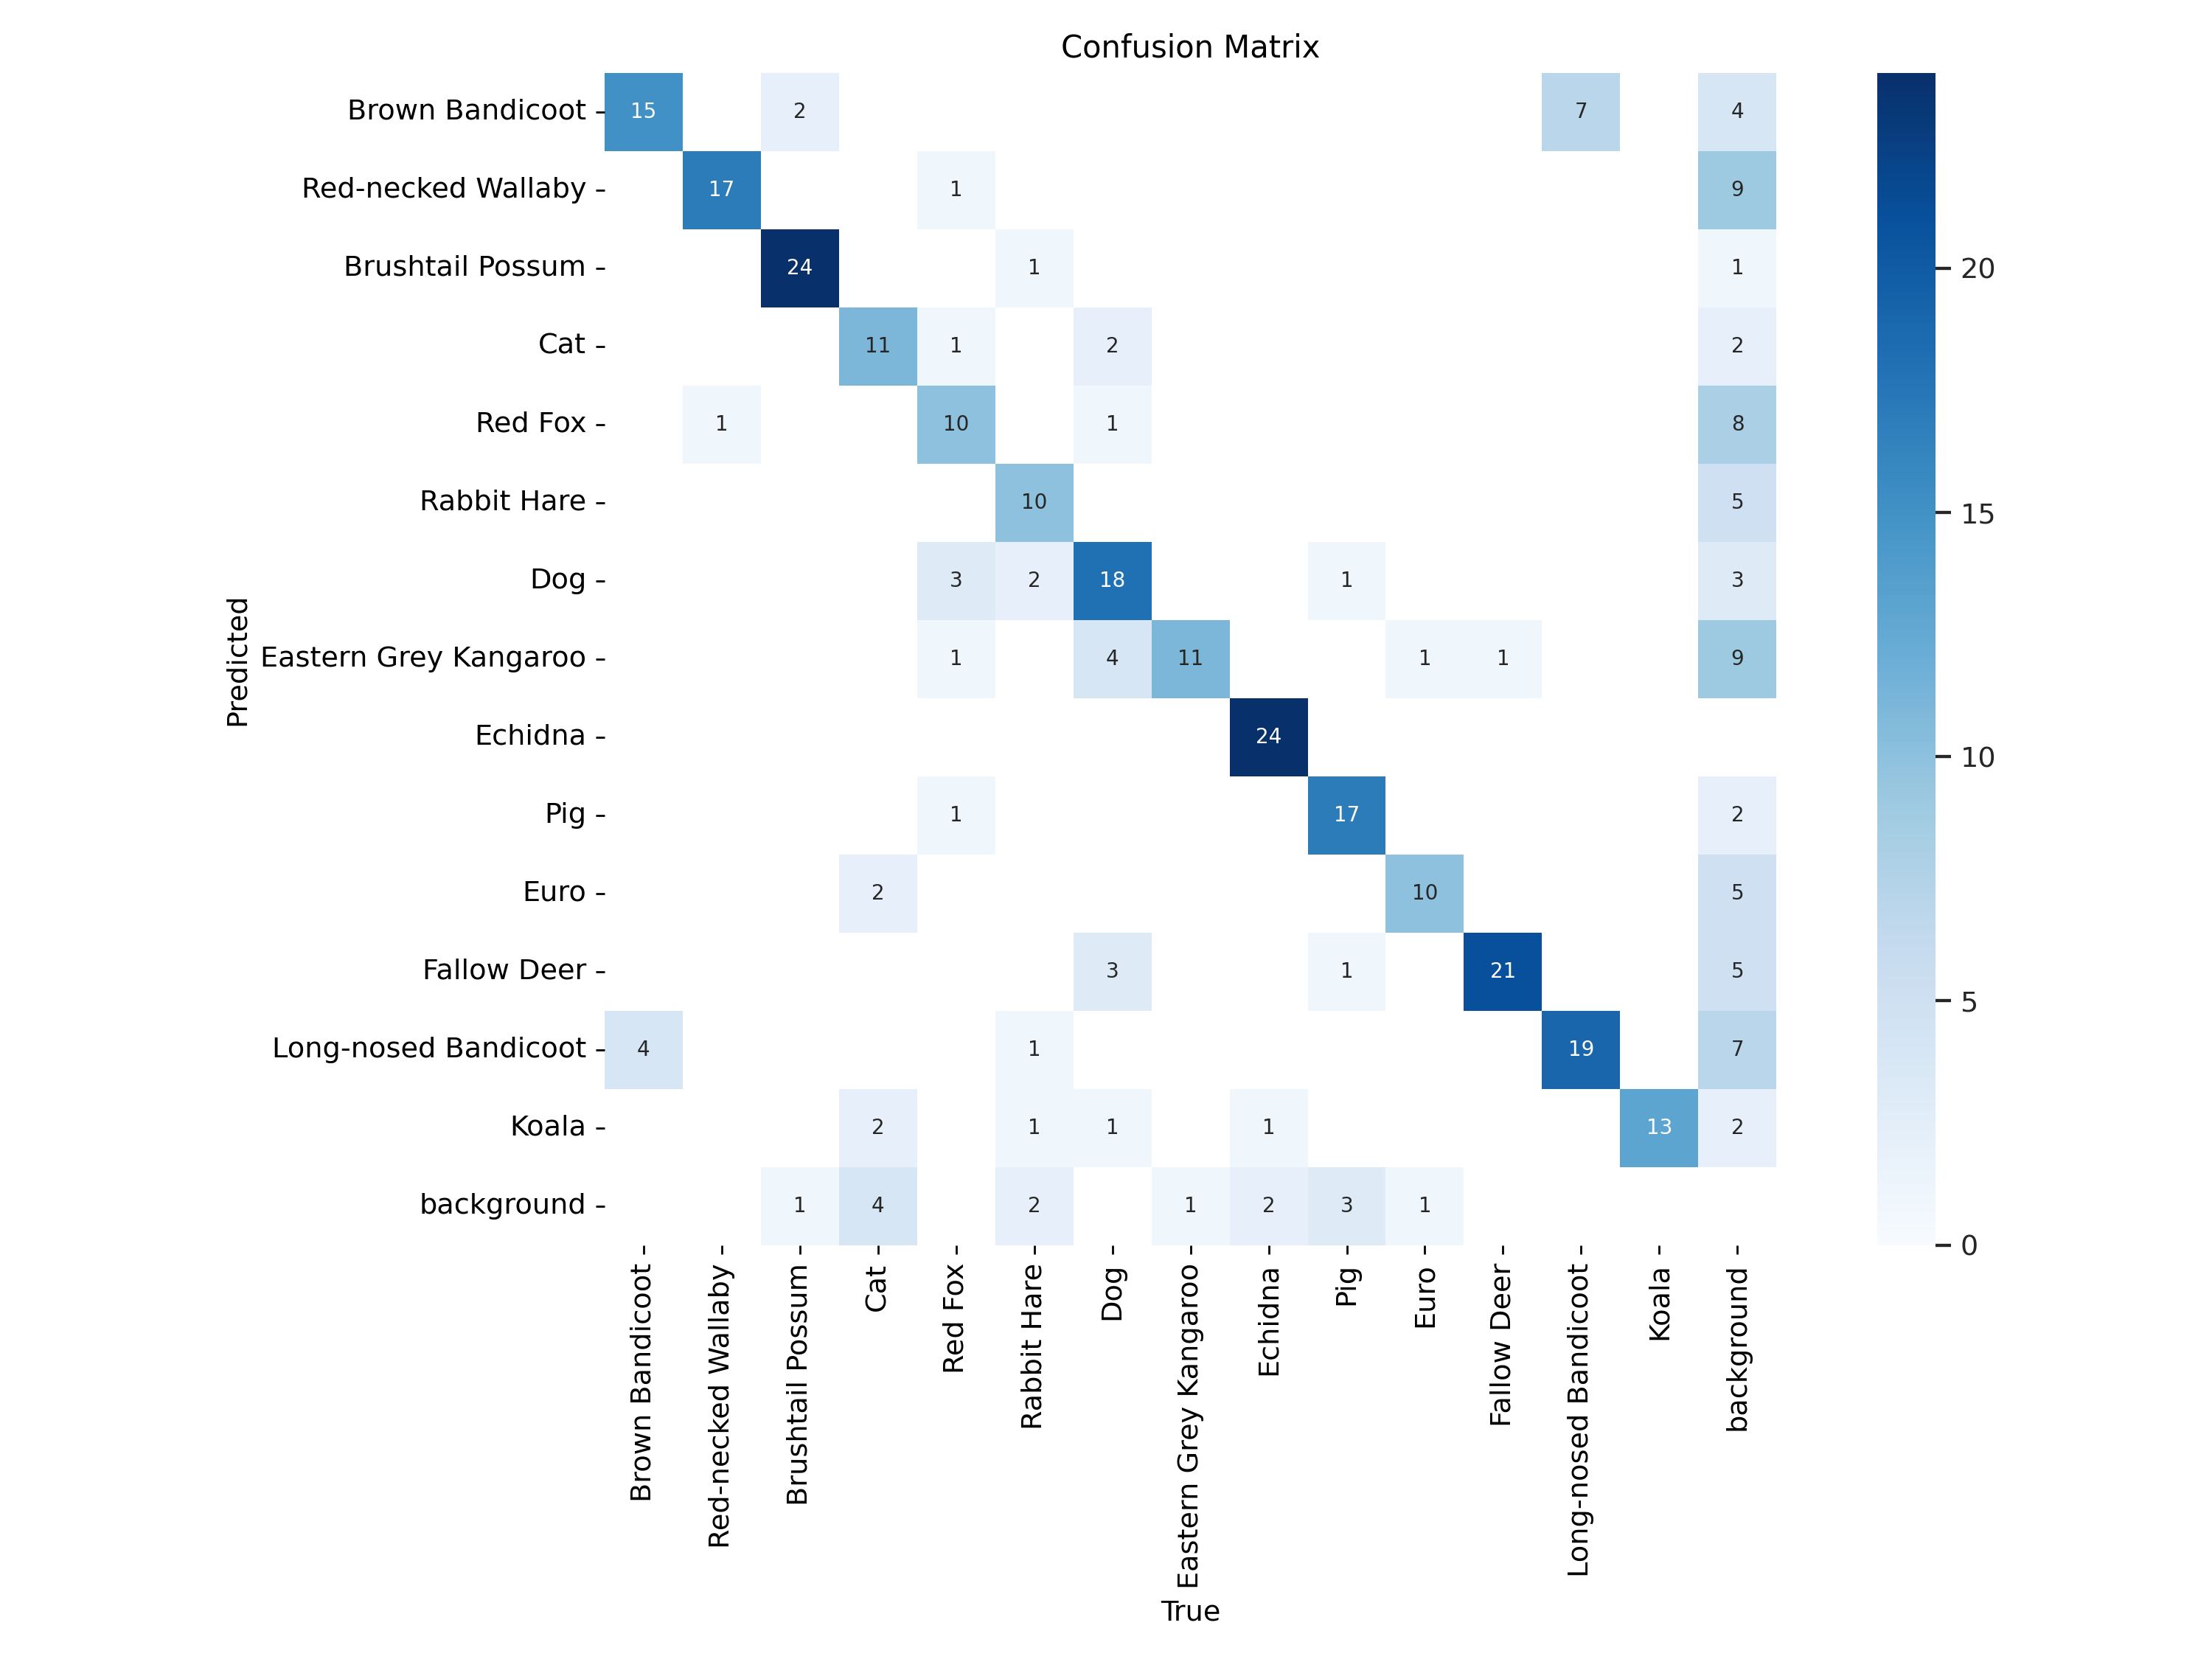 Confusion Matrix
Brown Bandicoot 15 2 7 4
Red-necked Wallaby 17 1 9
Brushtail Possum 24 1 1
Cat 11 1 2 2
Red Fox 1 10 1 8
Rabbit Hare 10 5
Dog 3 2 18 1 3
Eastern Grey Kangaroo 1 4 11 1 1 9
Echidna 24
Pig 1 17 2
Euro 2 10 5
Fallow Deer 3 1 21 5
Long-nosed Bandicoot 4 1 19 7
Koala 2 1 1 1 13 2
background 1 4 2 1 2 3 1
Predicted
Brown Bandicoot
Red-necked Wallaby
Brushtail Possum
Cat
Red Fox
Rabbit Hare
Dog
Eastern Grey Kangaroo
Echidna
Pig
Euro
Fallow Deer
Long-nosed Bandicoot
Koala
background
True
20
15
10
5
0